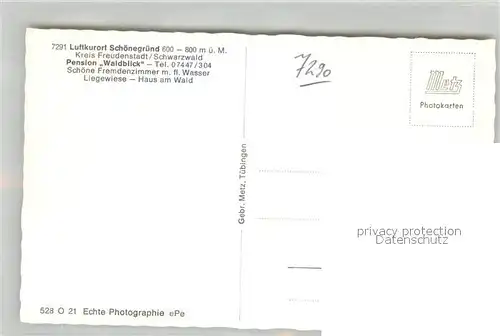 7291 Luftkurort Schönegründ 600 – 800 m ü. M.
Kreis Freudenstadt/Schwarzwald
Pension „Waldblick" – Tel. 07447/304
Schöne Fremdenzimmer m. fl. Wasser
Liegewiese – Haus am Wald
7290
Metz
Photokarten
Gebr. Metz, Tübingen
privacy protection
Datenschutz
528 O 21 Echte Photographie ePe